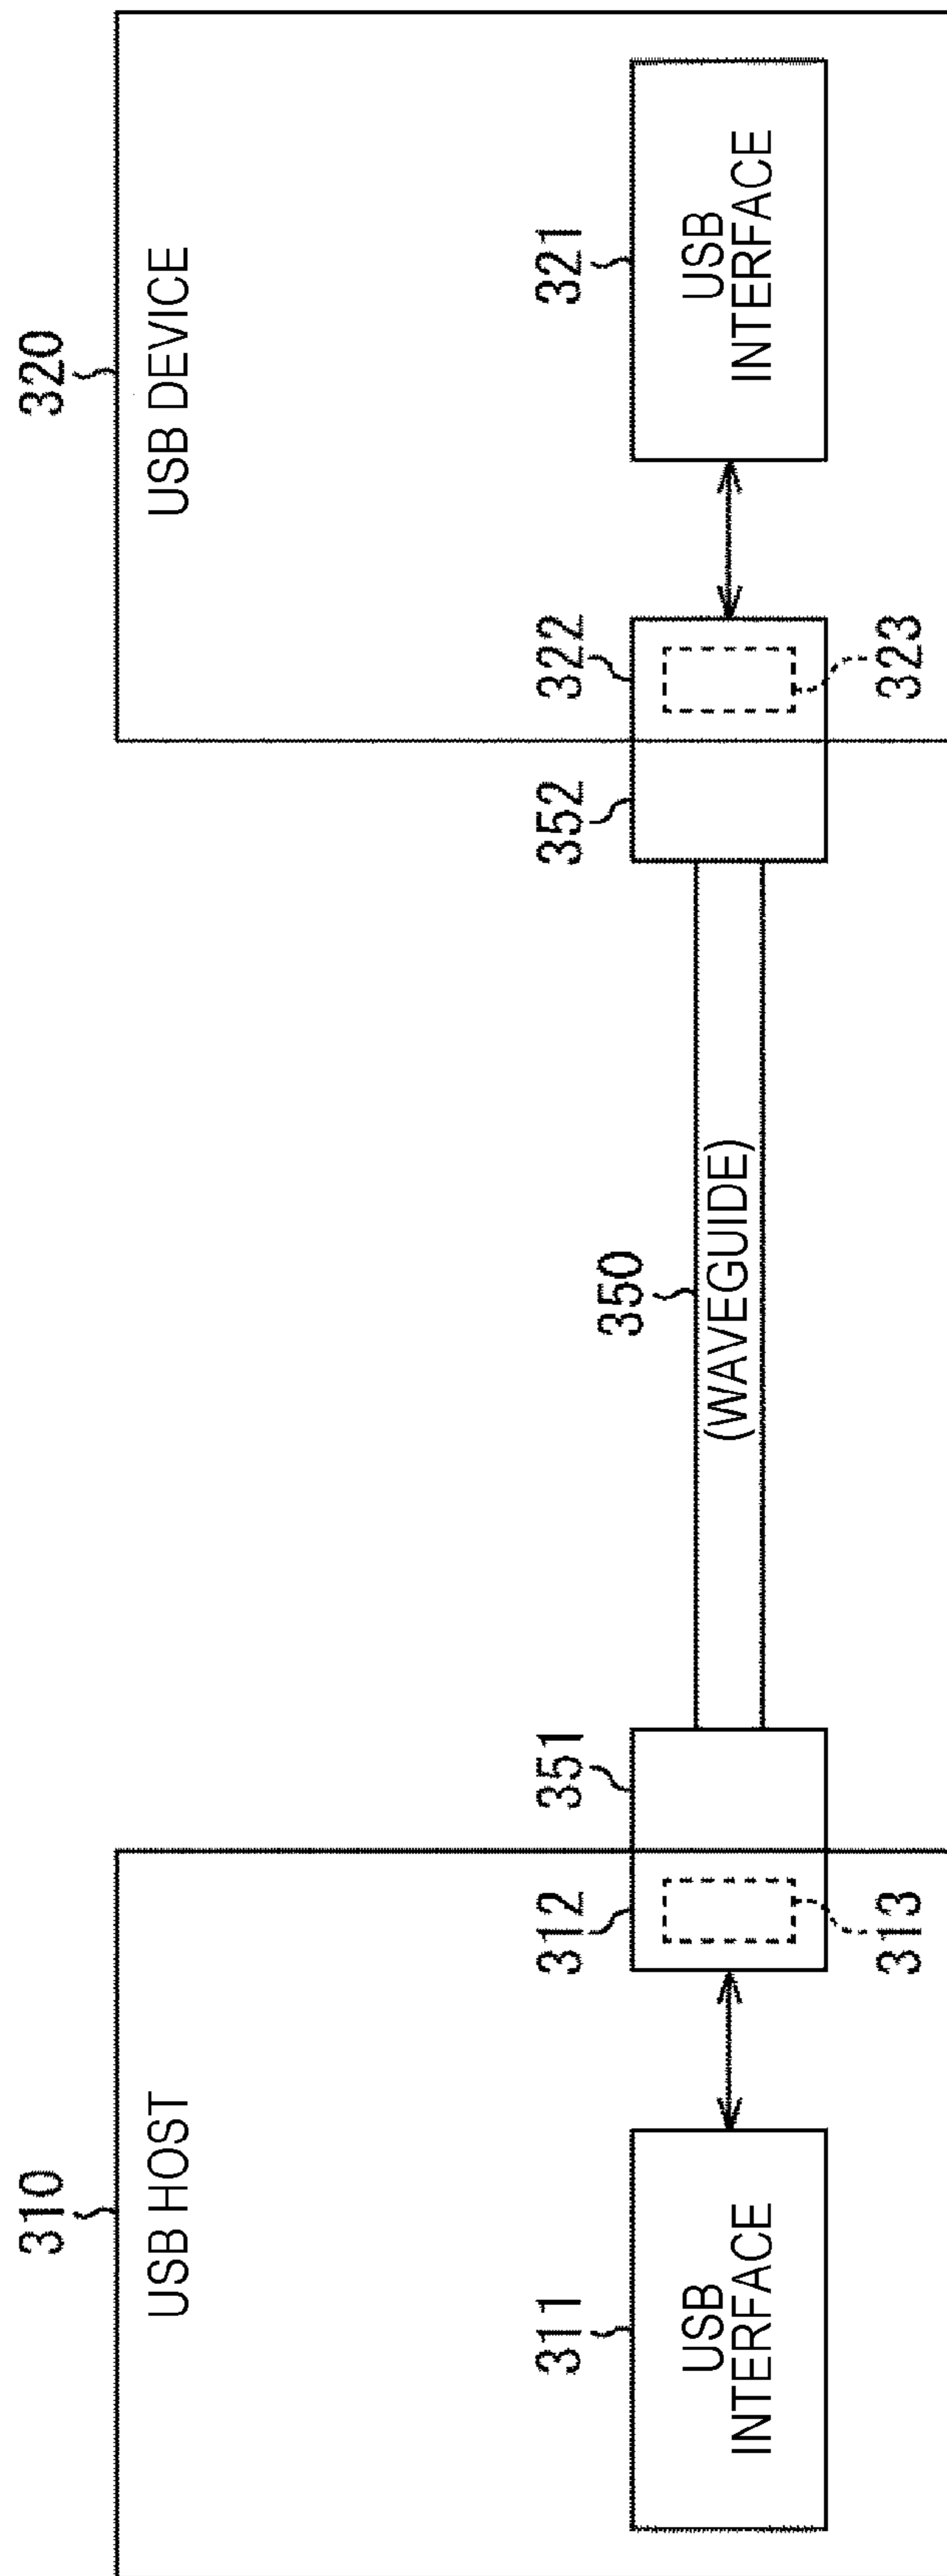 310
USB HOST
311
USB
INTERFACE
312
313
351
350
(WAVEGUIDE)
352
320
USB DEVICE
322
323
321
USB
INTERFACE